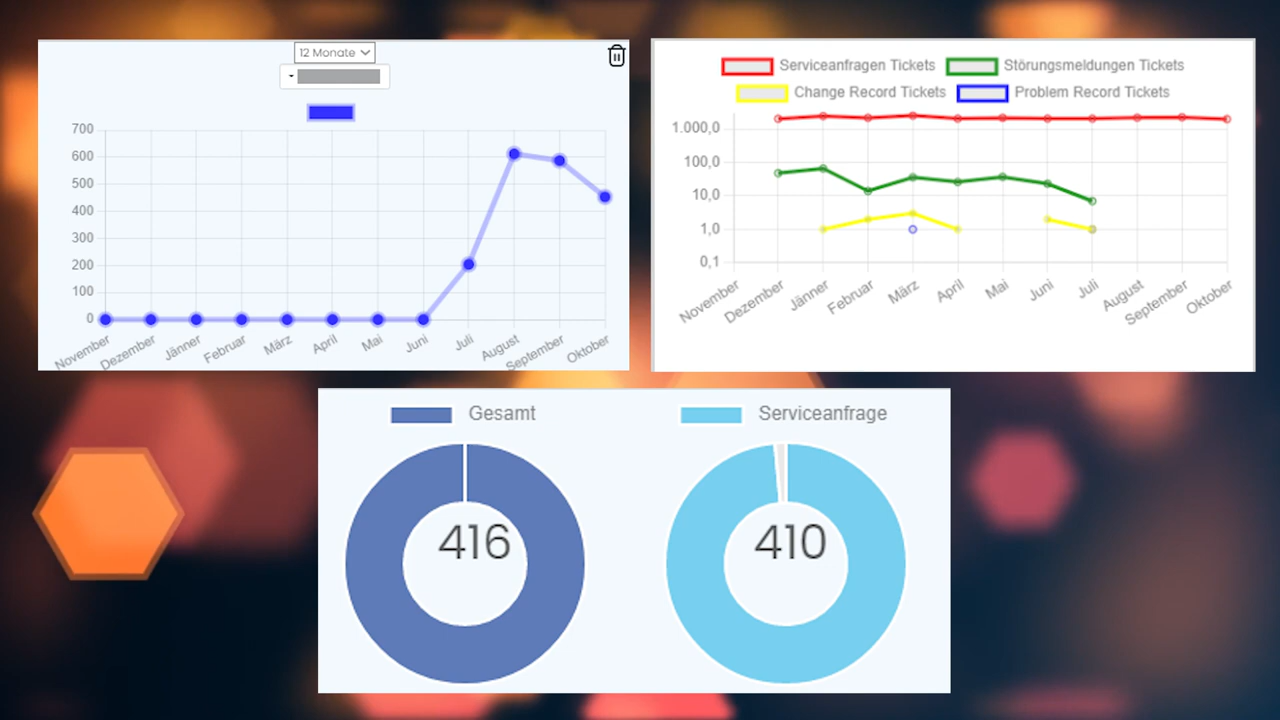 12 Monate
700
600
500
400
300
200
100
0
November Dezember Jänner Februar März April Mai Juni Juli August September Oktober
Serviceanfragen Tickets Störungsmeldungen Tickets
Change Record Tickets Problem Record Tickets
1.000,0
100,0
10,0
1,0
0,1
November Dezember Jänner Februar März April Mai Juni Juli August September Oktober
Gesamt Serviceanfrage
416 410